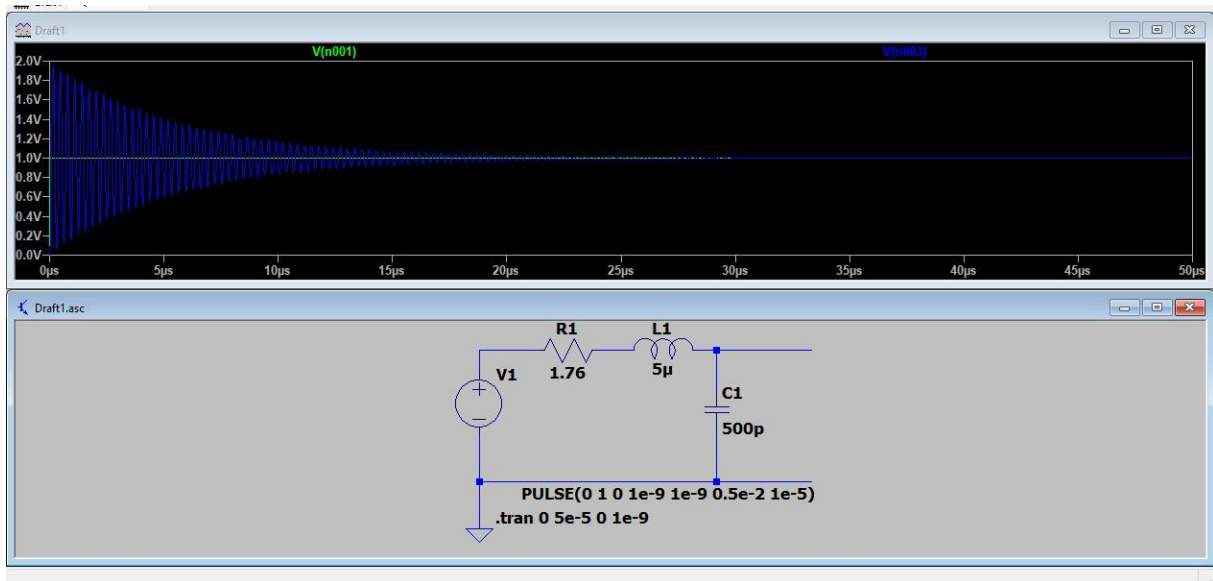 Draft1
V(n001)
V(n003)
2.0V
1.8V
1.6V
1.4V
1.2V
1.0V
0.8V
0.6V
0.4V
0.2V
0.0V
0µs
5µs
10µs
15µs
20µs
25µs
30µs
35µs
40µs
45µs
50µs
Draft1.asc
R1
L1
V1
1.76
5µ
C1
500p
PULSE(0 1 0 1e-9 1e-9 0.5e-2 1e-5)
.tran 0 5e-5 0 1e-9